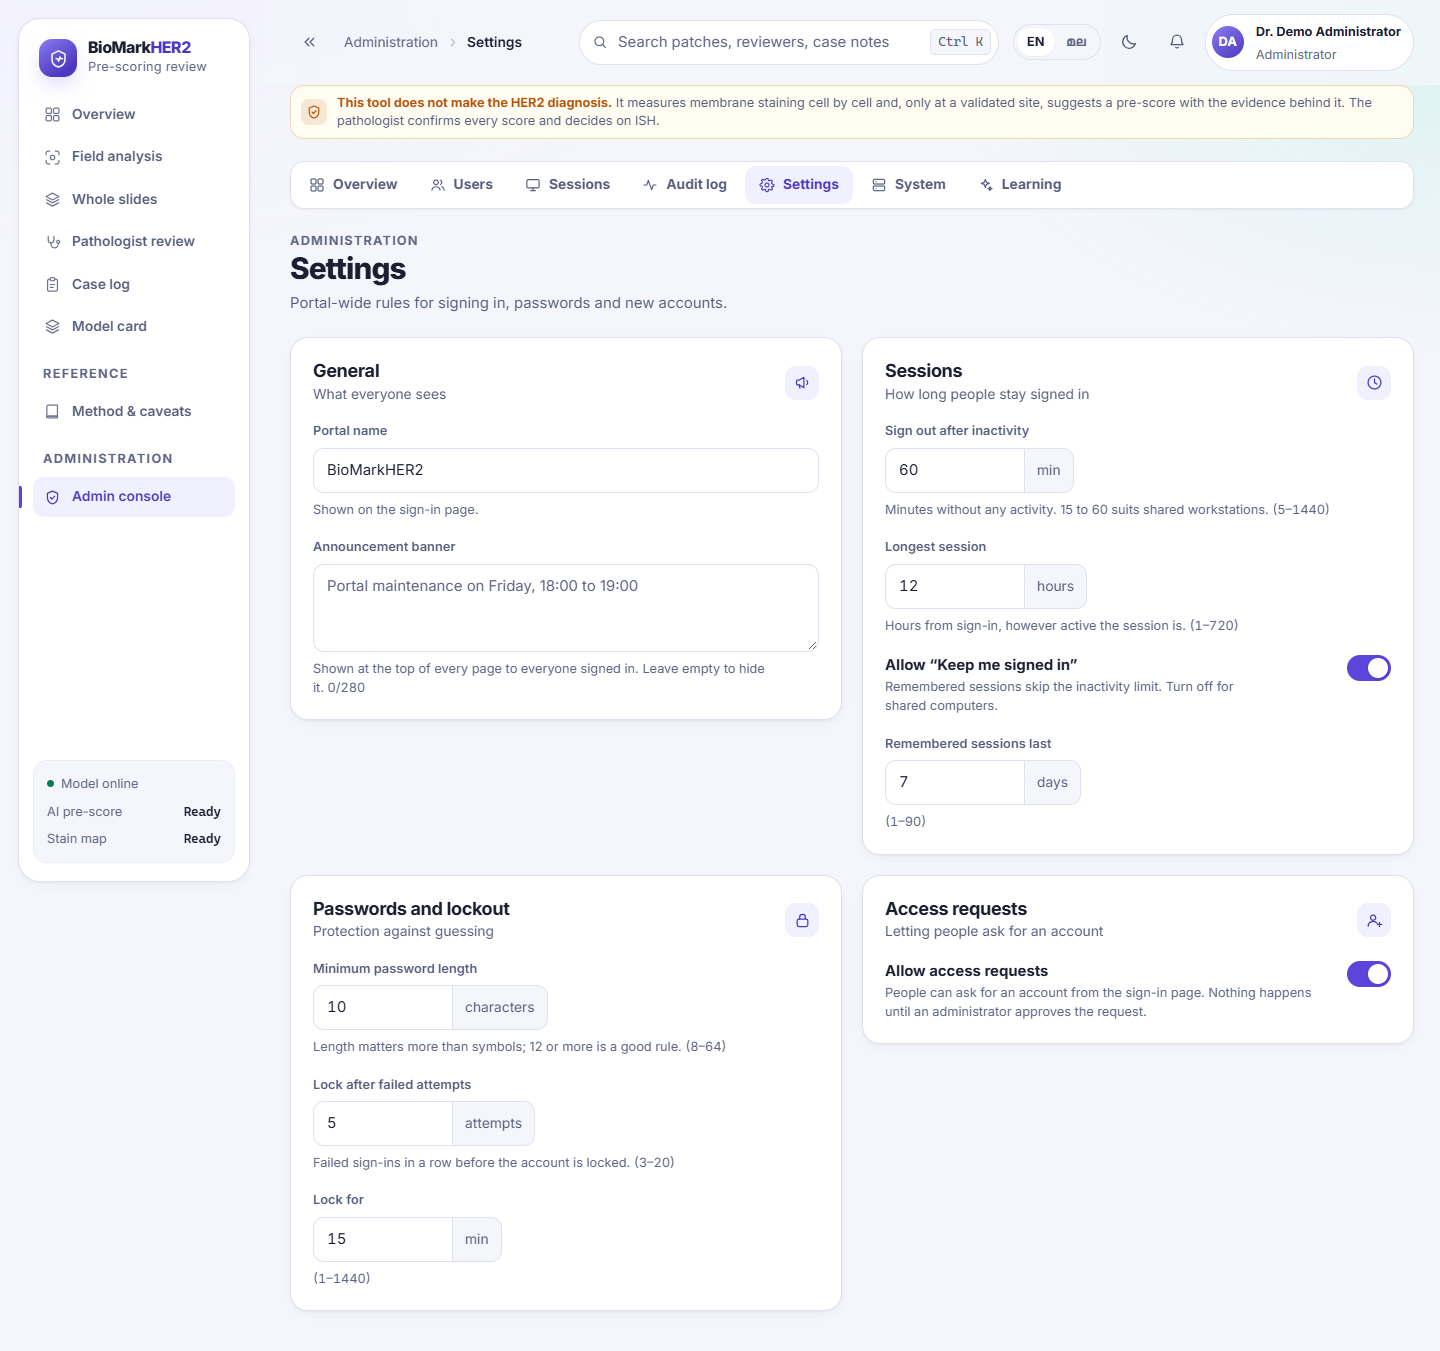 BioMarkHER2
Pre-scoring review
Overview
Field analysis
Whole slides
Pathologist review
Case log
Model card
REFERENCE
Method & caveats
ADMINISTRATION
Admin console
Model online
AI pre-score Ready
Stain map Ready
Administration > Settings
Search patches, reviewers, case notes Ctrl K
EN മല
DA
Dr. Demo Administrator
Administrator
This tool does not make the HER2 diagnosis. It measures membrane staining cell by cell and, only at a validated site, suggests a pre-score with the evidence behind it. The
pathologist confirms every score and decides on ISH.
Overview Users Sessions Audit log Settings System Learning
ADMINISTRATION
Settings
Portal-wide rules for signing in, passwords and new accounts.
General
What everyone sees
Portal name
BioMarkHER2
Shown on the sign-in page.
Announcement banner
Portal maintenance on Friday, 18:00 to 19:00
Shown at the top of every page to everyone signed in. Leave empty to hide
it. 0/280
Sessions
How long people stay signed in
Sign out after inactivity
60 min
Minutes without any activity. 15 to 60 suits shared workstations. (5–1440)
Longest session
12 hours
Hours from sign-in, however active the session is. (1–720)
Allow “Keep me signed in”
Remembered sessions skip the inactivity limit. Turn off for
shared computers.
Remembered sessions last
7 days
(1–90)
Passwords and lockout
Protection against guessing
Minimum password length
10 characters
Length matters more than symbols; 12 or more is a good rule. (8–64)
Lock after failed attempts
5 attempts
Failed sign-ins in a row before the account is locked. (3–20)
Lock for
15 min
(1–1440)
Access requests
Letting people ask for an account
Allow access requests
People can ask for an account from the sign-in page. Nothing happens
until an administrator approves the request.